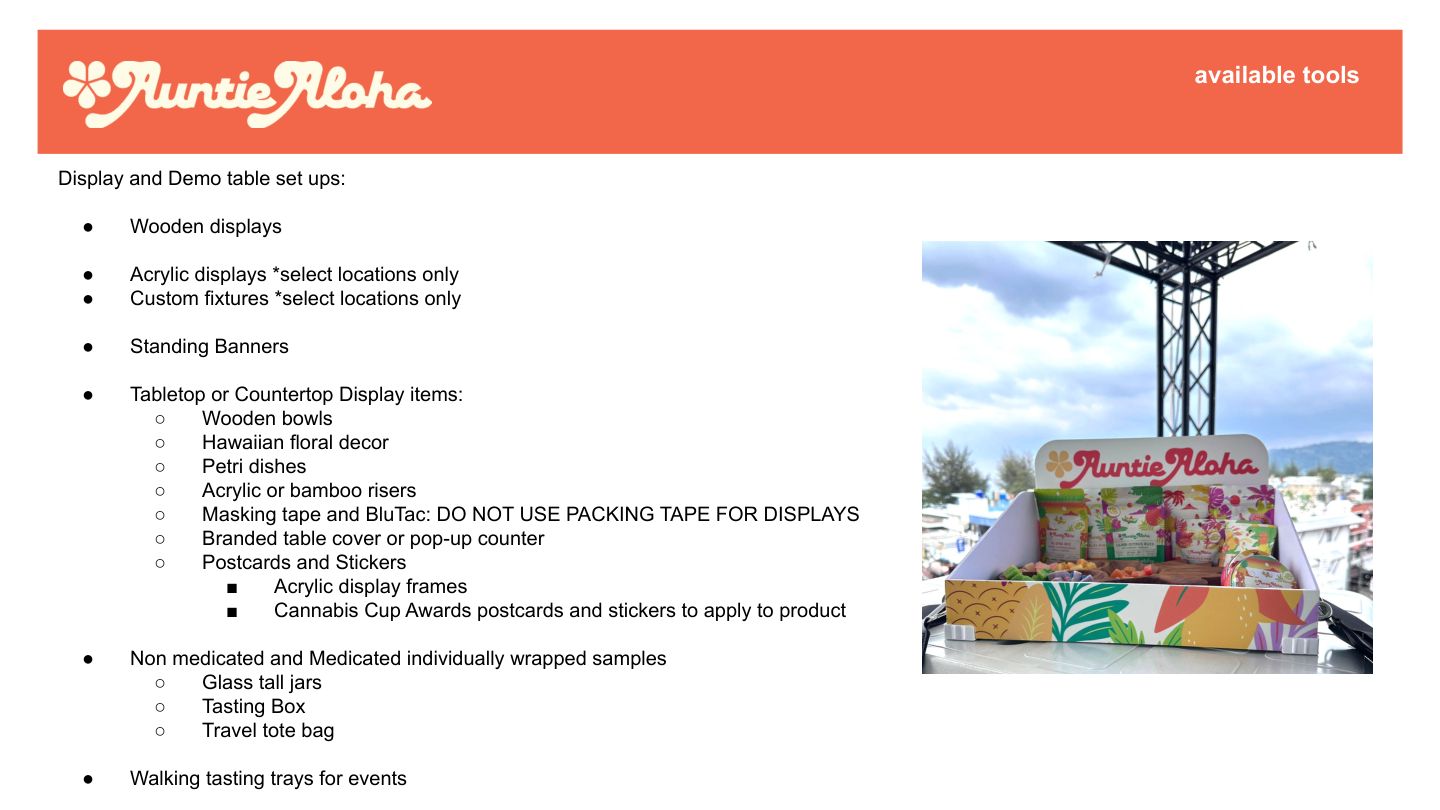 Auntie Aloha
available tools
Display and Demo table set ups:
● Wooden displays
● Acrylic displays *select locations only
● Custom fixtures *select locations only
● Standing Banners
● Tabletop or Countertop Display items:
○ Wooden bowls
○ Hawaiian floral decor
○ Petri dishes
○ Acrylic or bamboo risers
○ Masking tape and BluTac: DO NOT USE PACKING TAPE FOR DISPLAYS
○ Branded table cover or pop-up counter
○ Postcards and Stickers
■ Acrylic display frames
■ Cannabis Cup Awards postcards and stickers to apply to product
● Non medicated and Medicated individually wrapped samples
○ Glass tall jars
○ Tasting Box
○ Travel tote bag
● Walking tasting trays for events
Auntie Aloha